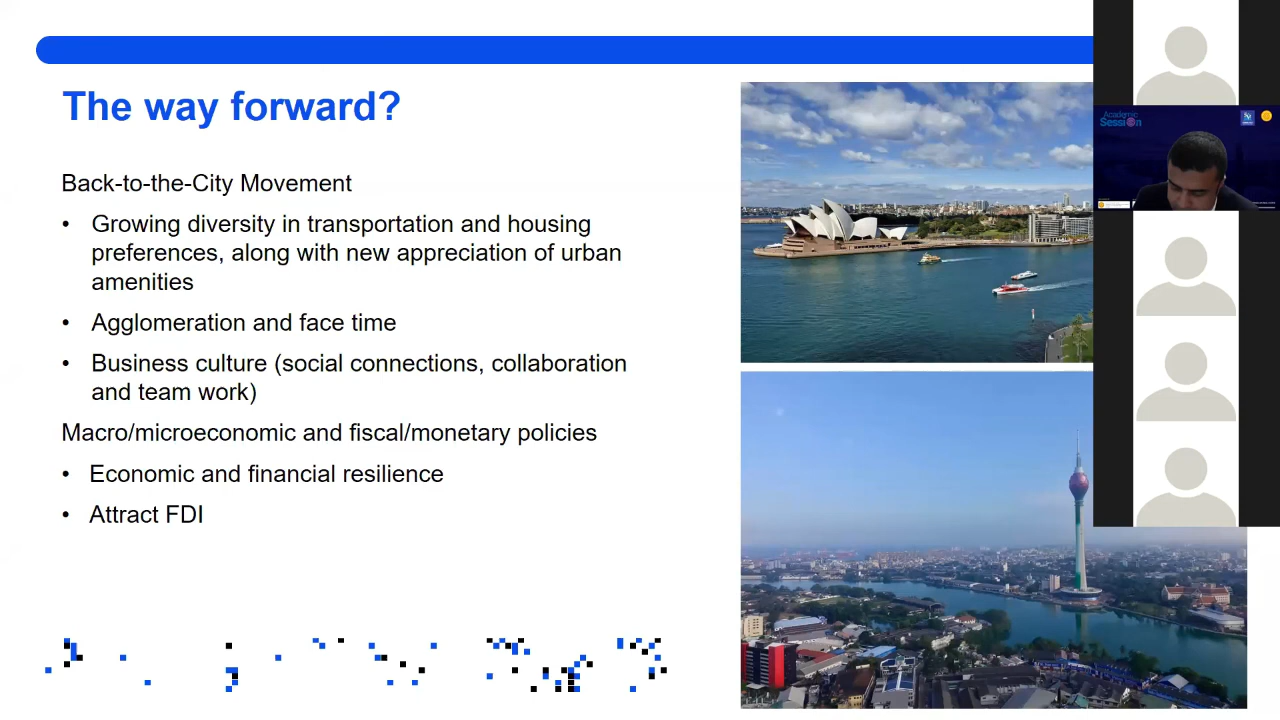 The way forward?
Back-to-the-City Movement
• Growing diversity in transportation and housing
preferences, along with new appreciation of urban
amenities
• Agglomeration and face time
• Business culture (social connections, collaboration
and team work)
Macro/microeconomic and fiscal/monetary policies
• Economic and financial resilience
• Attract FDI
Academic
Session